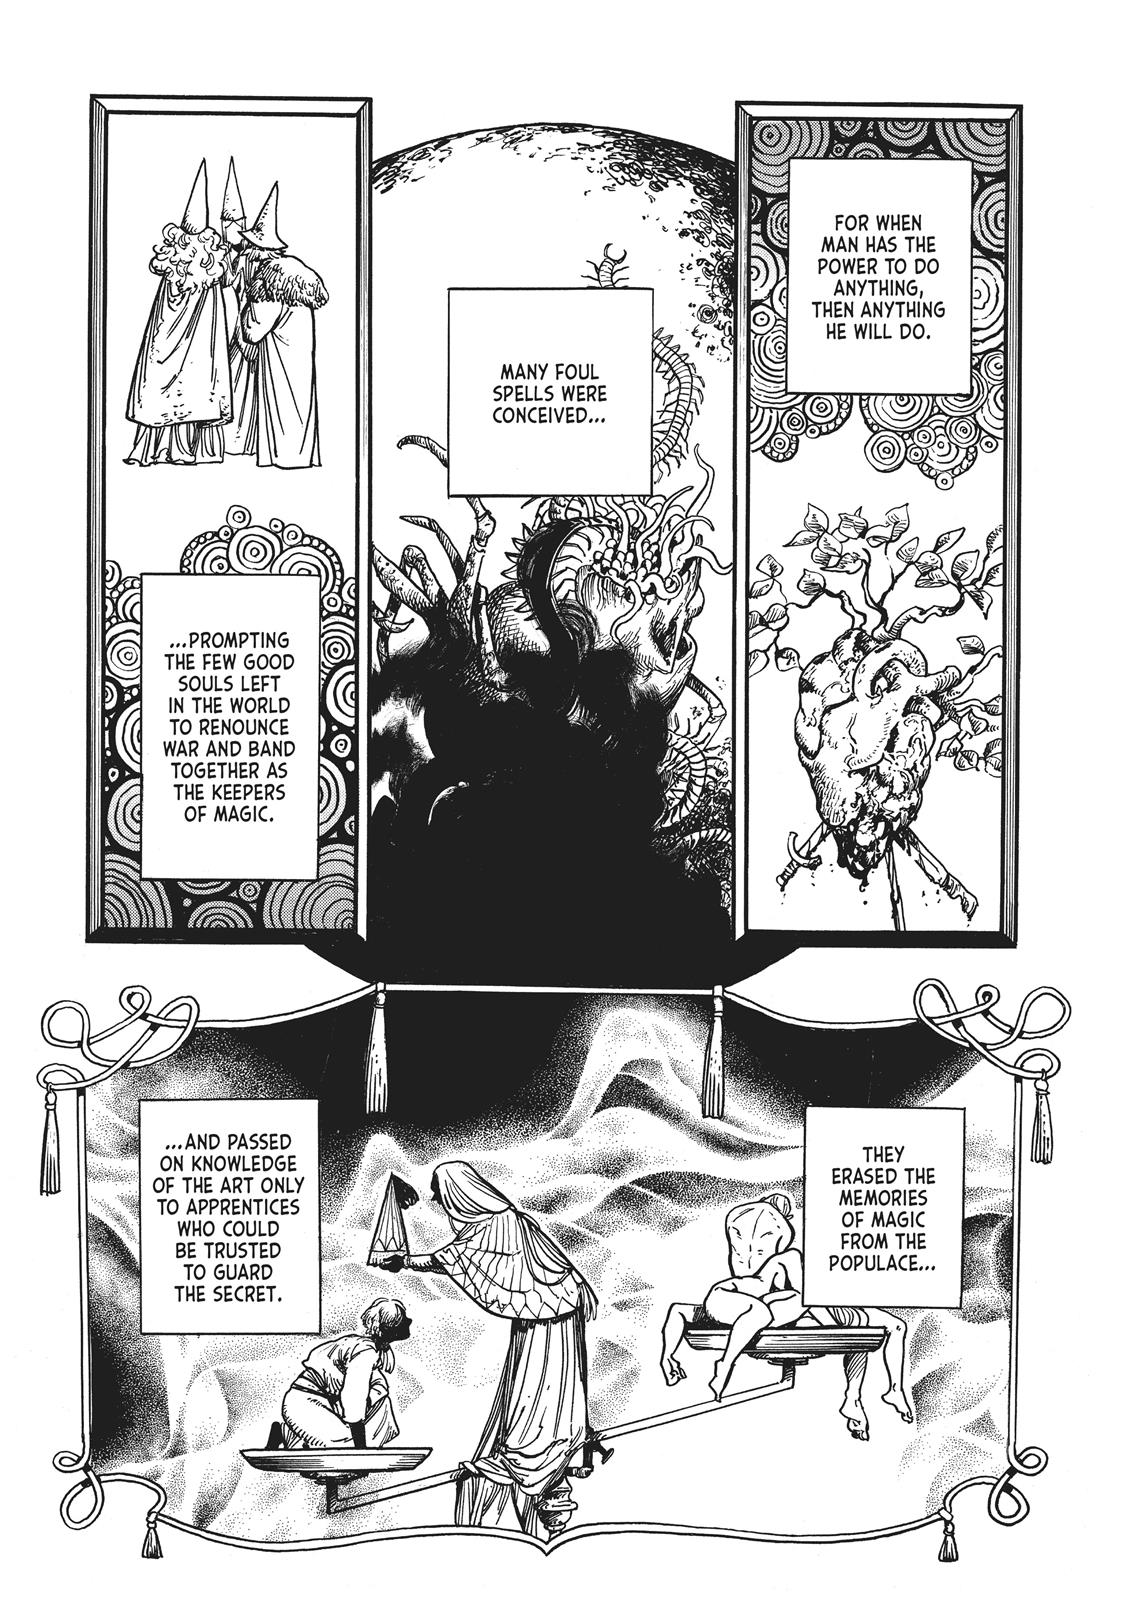 FOR WHEN
MAN HAS THE
POWER TO DO
ANYTHING,
THEN ANYTHING
HE WILL DO.
MANY FOUL
SPELLS WERE
CONCEIVED...
...PROMPTING
THE FEW GOOD
SOULS LEFT
IN THE WORLD
TO RENOUNCE
WAR AND BAND
TOGETHER AS
THE KEEPERS
OF MAGIC.
THEY
ERASED THE
MEMORIES
OF MAGIC
FROM THE
POPULACE...
...AND PASSED
ON KNOWLEDGE
OF THE ART ONLY
TO APPRENTICES
WHO COULD
BE TRUSTED
TO GUARD
THE SECRET.